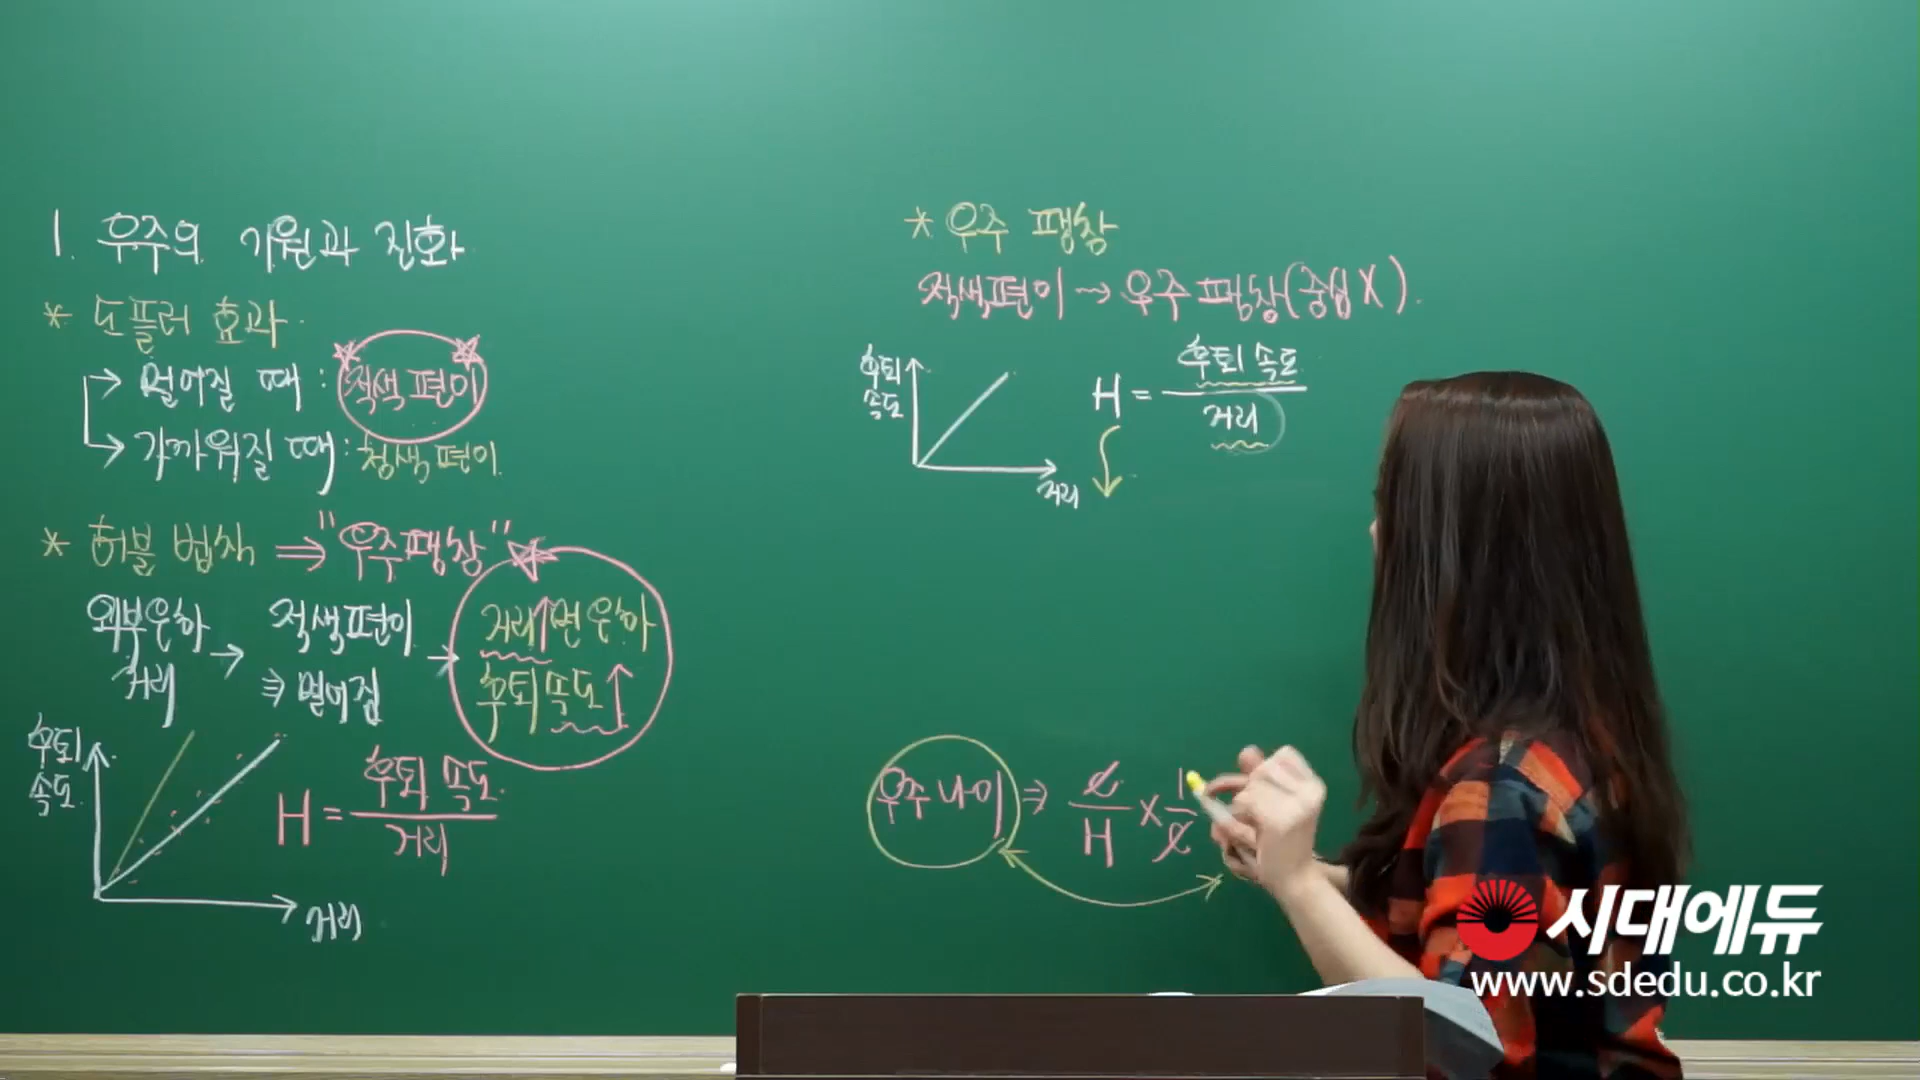 1. 우주의 기원과 진화
* 도플러 효과
→ 멀어질 때 : 적색편이
→ 가까워질 때 : 청색편이
* 허블 법칙 ⇒ "우주팽창"
외부은하 거리 → 적색편이 ⇒ 멀어짐 → 거리↑ 먼 은하 후퇴속도↑
후퇴 속도
거리
H = 후퇴 속도 / 거리
* 우주 팽창
적색편이 → 우주 팽창(중심 X)
후퇴 속도
거리
H = 후퇴 속도 / 거리
우주 나이 ⇒
시대에듀
www.sdedu.co.kr